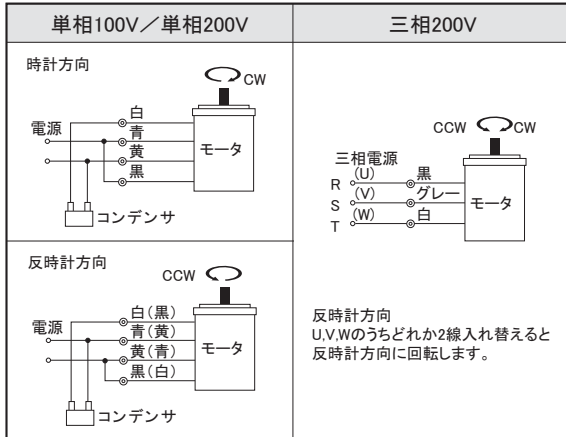 単相100V／単相200V
三相200V
時計方向
CW
白
電源
青
黄
モータ
黒
コンデンサ
反時計方向
CCW
白(黒)
電源
青(黄)
黄(青)
モータ
黒(白)
コンデンサ
CCW
CW
三相電源
R (U) 黒
S (V) グレー
モータ
T (W) 白
反時計方向
U,V,Wのうちどれか2線入れ替えると
反時計方向に回転します。